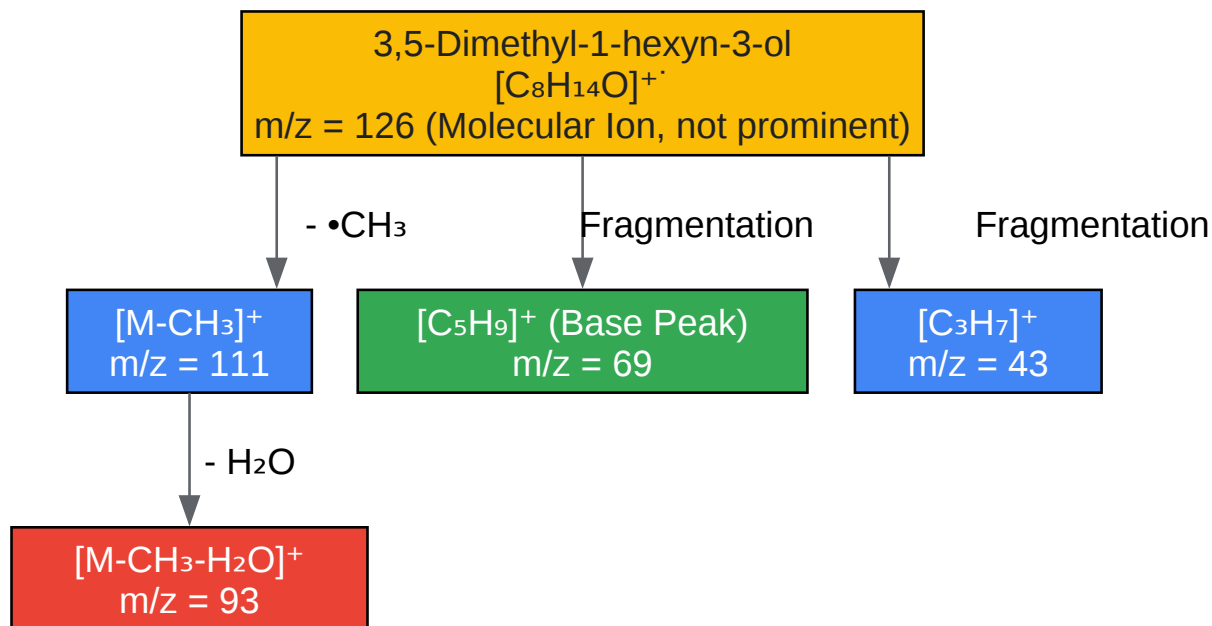 3,5-Dimethyl-1-hexyn-3-ol
[C₈H₁₄O]⁺˙
m/z = 126 (Molecular Ion, not prominent)
- •CH₃
Fragmentation
Fragmentation
[M-CH₃]⁺
m/z = 111
[C₅H₉]⁺ (Base Peak)
m/z = 69
[C₃H₇]⁺
m/z = 43
- H₂O
[M-CH₃-H₂O]⁺
m/z = 93